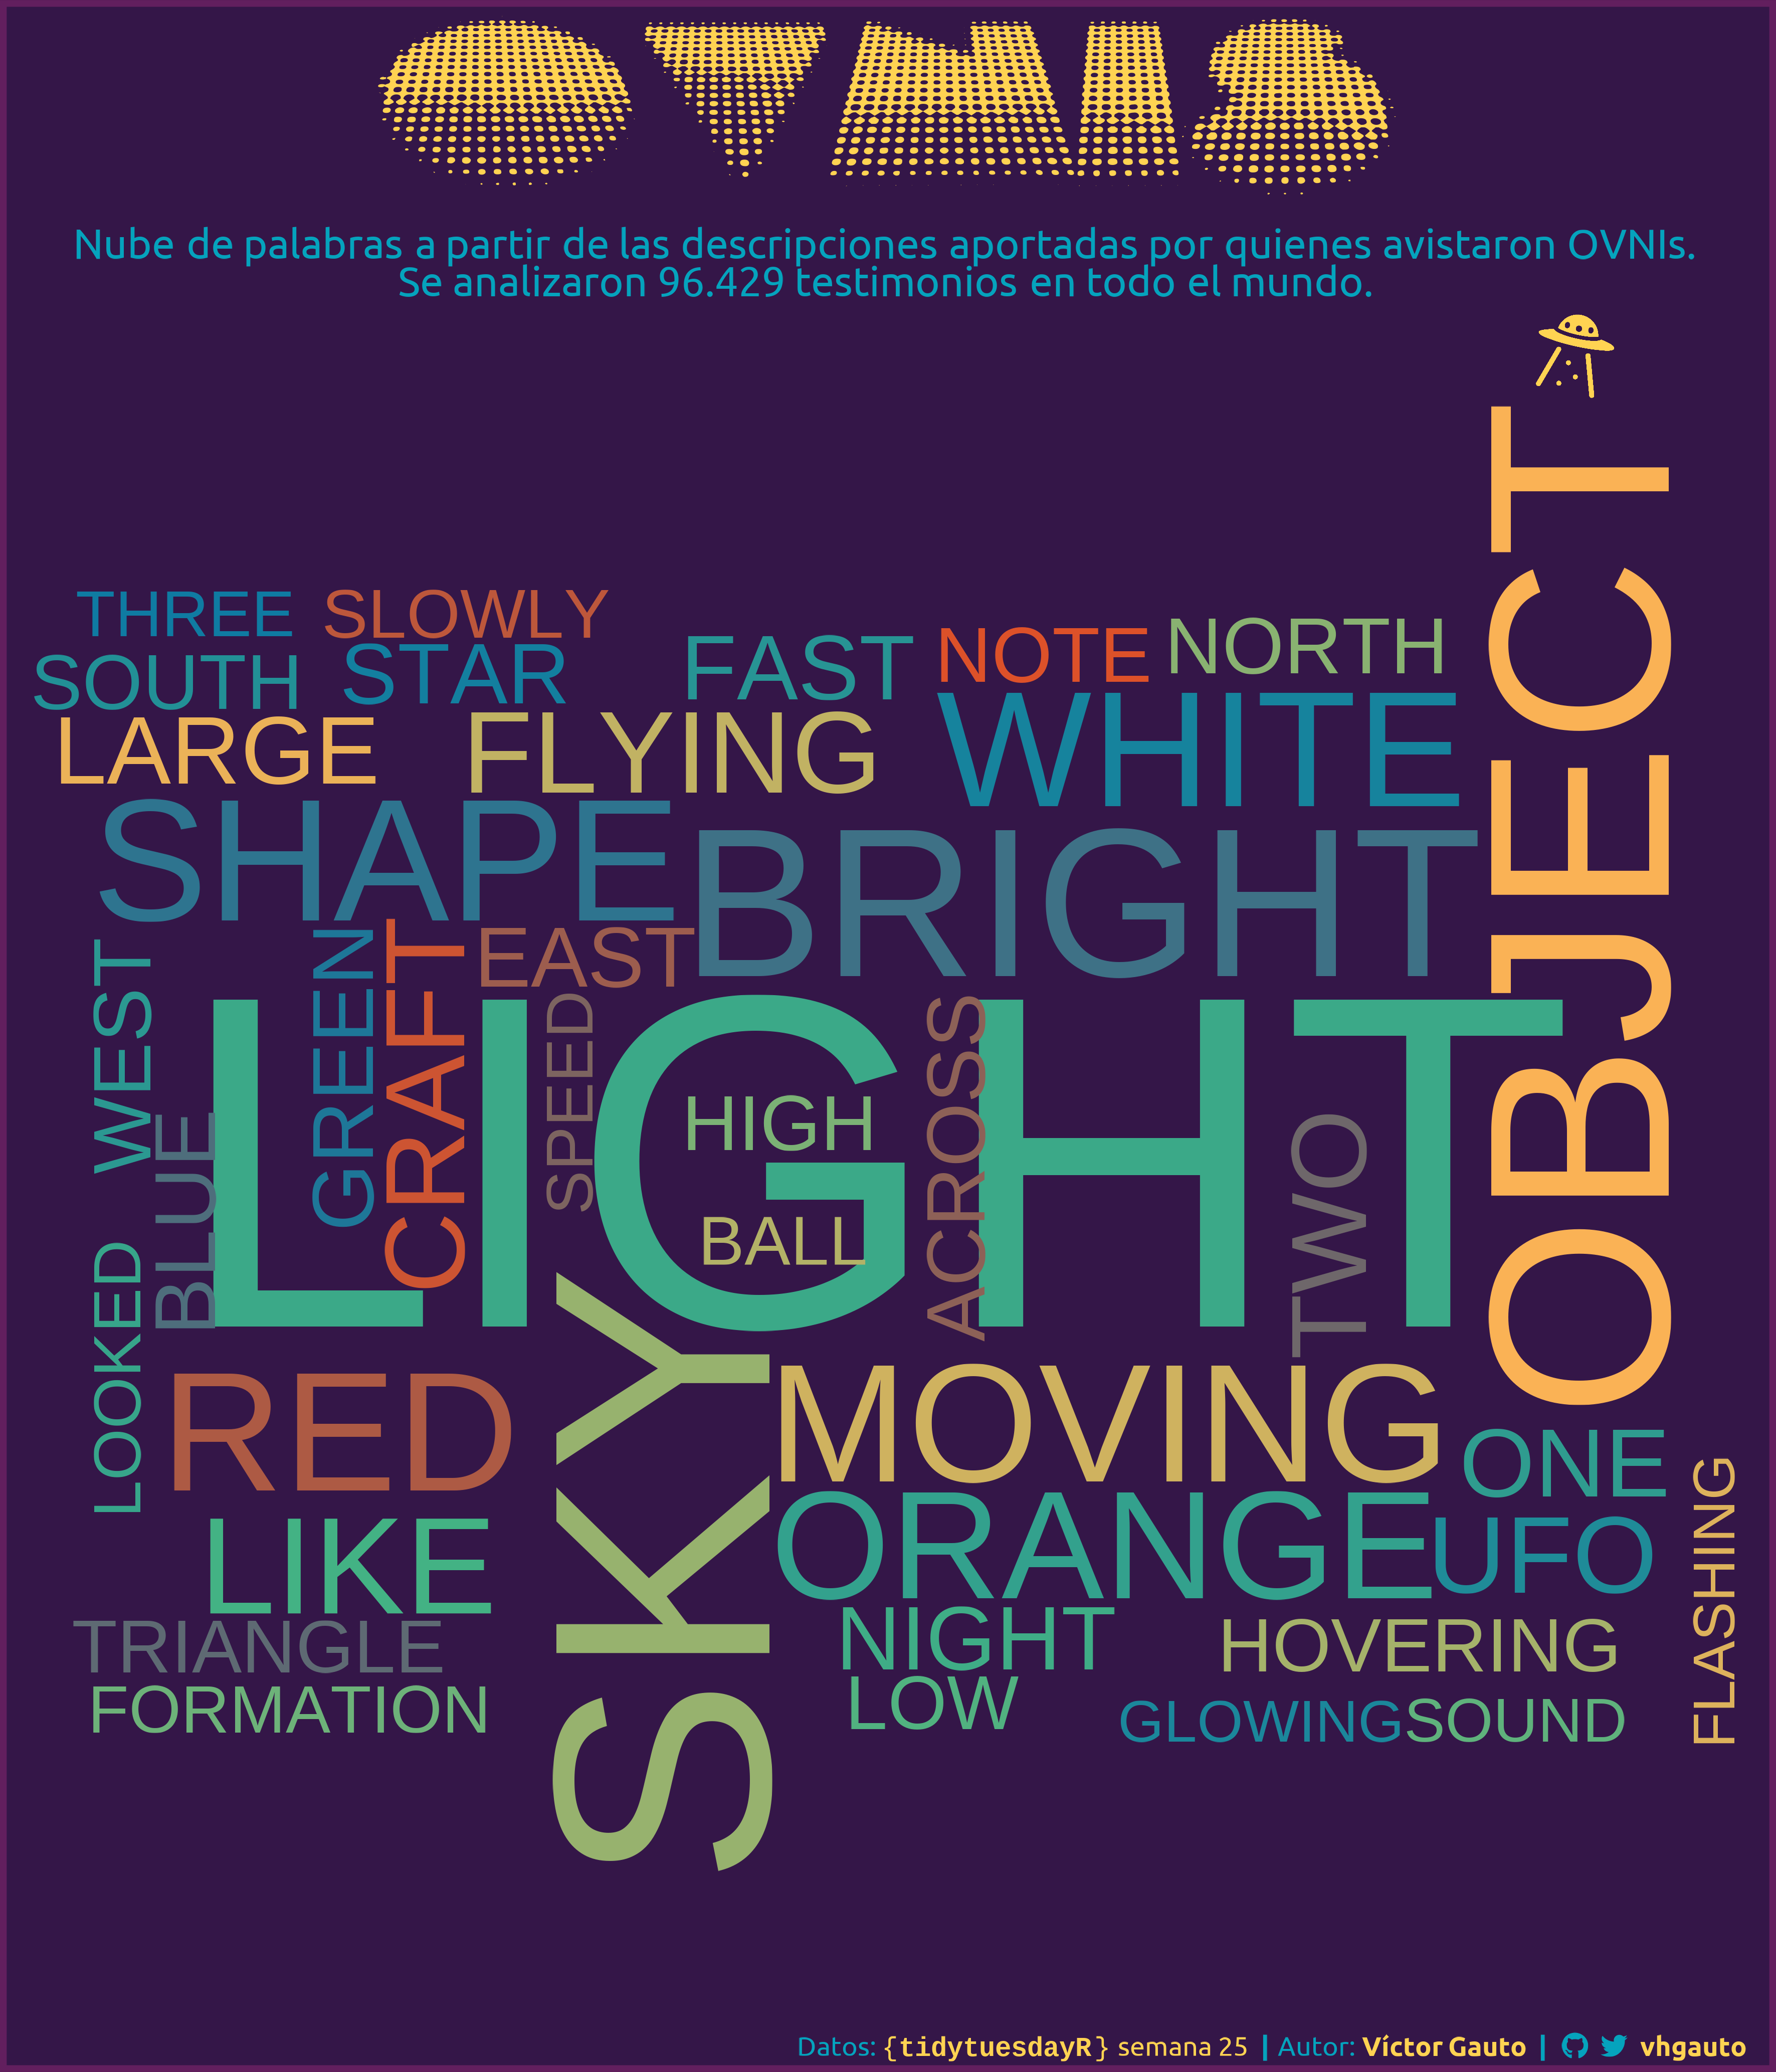 OVNIS
Nube de palabras a partir de las descripciones aportadas por quienes avistaron OVNIs.
Se analizaron 96.429 testimonios en todo el mundo.
THREE
SLOWLY
SOUTH
STAR
FAST
NOTE
NORTH
LARGE
FLYING
WHITE
OBJECT
SHAPE
BRIGHT
WEST
GREEN
CRAFT
EAST
LIGHT
SPEED
HIGH
ACROSS
TWO
BLUE
BALL
LOOKED
RED
SKY
MOVING
ONE
LIKE
ORANGE
UFO
FLASHING
TRIANGLE
NIGHT
HOVERING
FORMATION
LOW
GLOWING
SOUND
Datos: {tidytuesdayR} semana 25 | Autor: Víctor Gauto | vhgauto